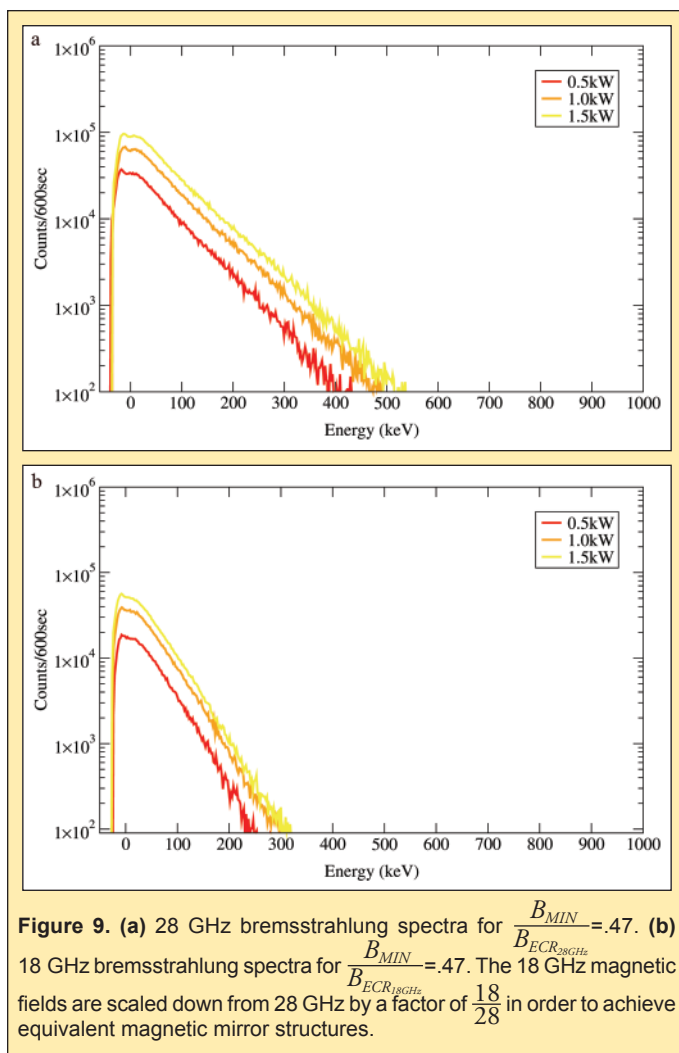 a
1×10^6
1×10^5
1×10^4
1×10^3
1×10^2
Counts/600sec
0.5kW
1.0kW
1.5kW
0 100 200 300 400 500 600 700 800 900 1000
Energy (keV)
b
1×10^6
1×10^5
1×10^4
1×10^3
1×10^2
Counts/600sec
0.5kW
1.0kW
1.5kW
0 100 200 300 400 500 600 700 800 900 1000
Energy (keV)
Figure 9. (a) 28 GHz bremsstrahlung spectra for B_MIN/B_ECR_28GHz=.47. (b)
18 GHz bremsstrahlung spectra for B_MIN/B_ECR_18GHz=.47. The 18 GHz magnetic
fields are scaled down from 28 GHz by a factor of 18/28 in order to achieve
equivalent magnetic mirror structures.